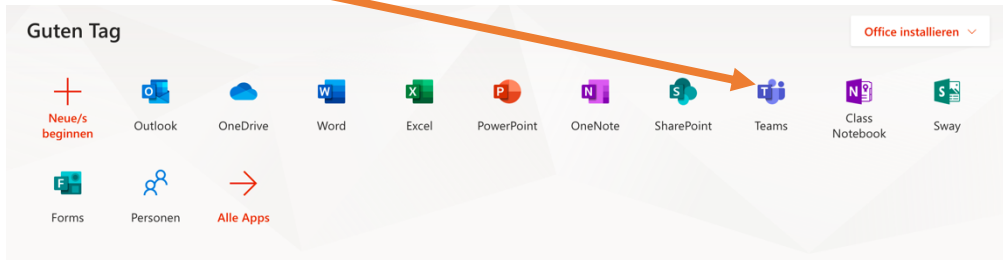 Guten Tag
Office installieren
Neue/s
beginnen
Outlook
OneDrive
Word
Excel
PowerPoint
OneNote
SharePoint
Teams
Class
Notebook
Sway
Forms
Personen
Alle Apps